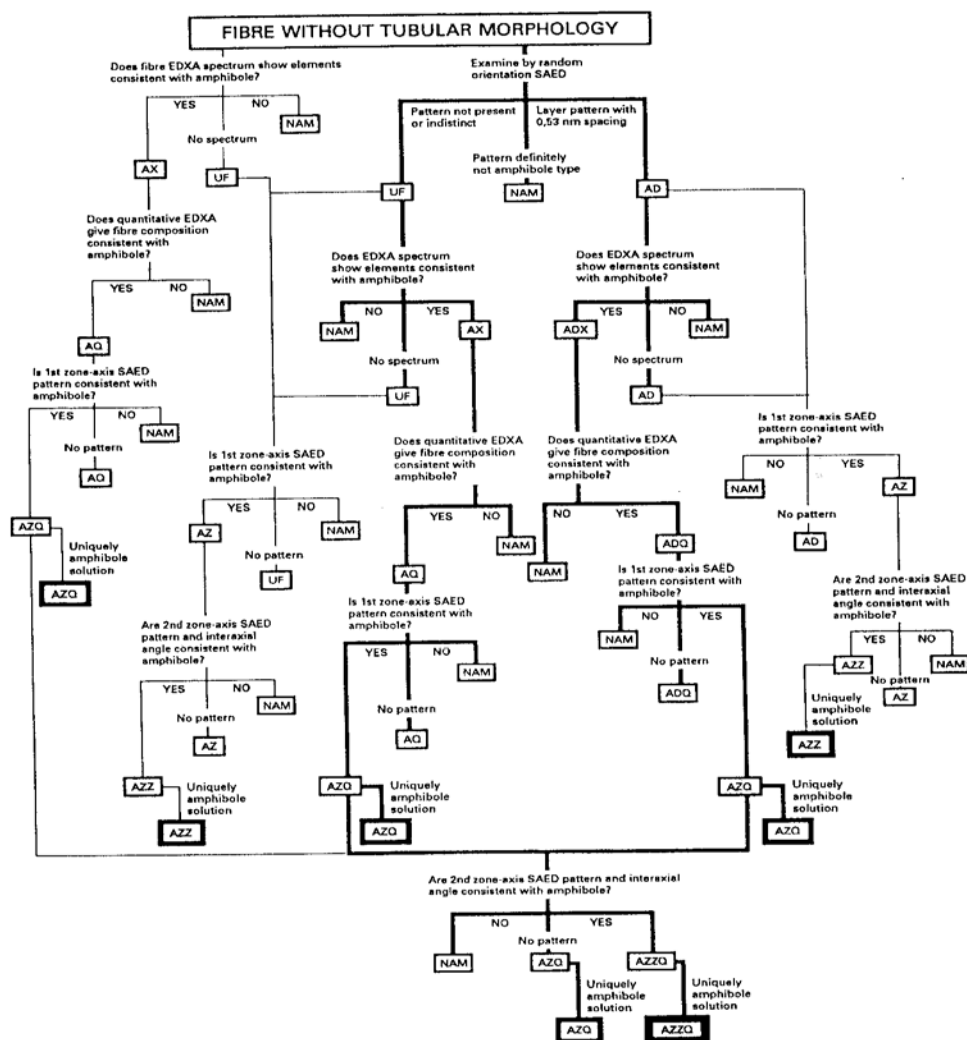 FIBRE WITHOUT TUBULAR MORPHOLOGY
Does fibre EDXA spectrum show elements
consistent with amphibole?
YES
NO
NAM
No spectrum
AX
UF
Does quantitative EDXA
give fibre composition
consistent with
amphibole?
YES
NO
NAM
AQ
Is 1st zone-axis SAED
pattern consistent with
amphibole?
YES
NO
NAM
No pattern
AQ
AZQ
Uniquely
amphibole
solution
AZQ
Is 1st zone-axis SAED
pattern consistent with
amphibole?
YES
NO
AZ
NAM
No pattern
UF
Are 2nd zone-axis SAED
pattern and interaxial
angle consistent with
amphibole?
YES
NO
NAM
No pattern
AZ
AZZ
Uniquely
amphibole
solution
AZZ
Examine by random
orientation SAED
Pattern not present
or indistinct
Layer pattern with
0,53 nm spacing
Pattern definitely
not amphibole type
NAM
UF
AD
Does EDXA spectrum
show elements consistent
with amphibole?
NO
YES
NAM
AX
No spectrum
UF
Does quantitative EDXA
give fibre composition
consistent with
amphibole?
YES
NO
NAM
AQ
Is 1st zone-axis SAED
pattern consistent with
amphibole?
YES
NO
NAM
No pattern
AQ
AZQ
Uniquely
amphibole
solution
AZQ
Does EDXA spectrum
show elements consistent
with amphibole?
YES
NO
ADX
NAM
No spectrum
AD
Does quantitative EDXA
give fibre composition
consistent with
amphibole?
NO
YES
NAM
ADQ
Is 1st zone-axis SAED
pattern consistent with
amphibole?
NO
YES
NAM
No pattern
ADQ
AZQ
Uniquely
amphibole
solution
AZQ
Is 1st zone-axis SAED
pattern consistent with
amphibole?
NO
YES
NAM
AZ
No pattern
AD
Are 2nd zone-axis SAED
pattern and interaxial
angle consistent with
amphibole?
YES
NO
AZZ
NAM
No pattern
AZ
Uniquely
amphibole
solution
AZZ
Are 2nd zone-axis SAED pattern and interaxial
angle consistent with amphibole?
NO
YES
No pattern
NAM
AZQ
AZZQ
Uniquely
amphibole
solution
Uniquely
amphibole
solution
AZQ
AZZQ